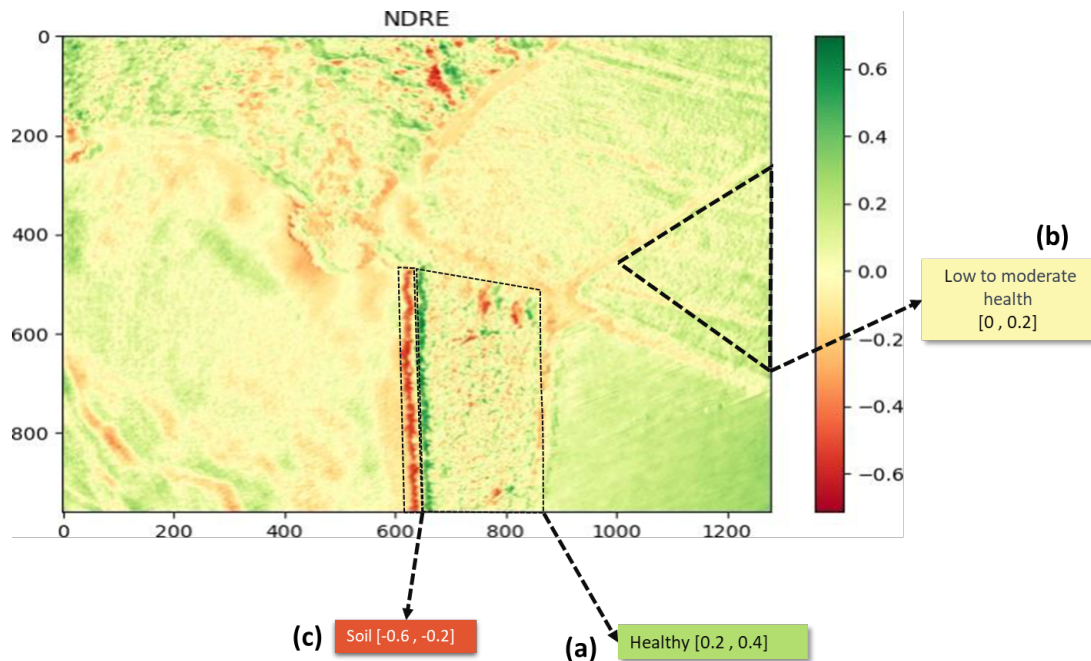 NDRE
0
200
400
600
800
0 200 400 600 800 1000 1200
0.6
0.4
0.2
0.0
−0.2
−0.4
−0.6
(b)
Low to moderate
health
[0 , 0.2]
(c) Soil [-0.6 , -0.2]
(a) Healthy [0.2 , 0.4]